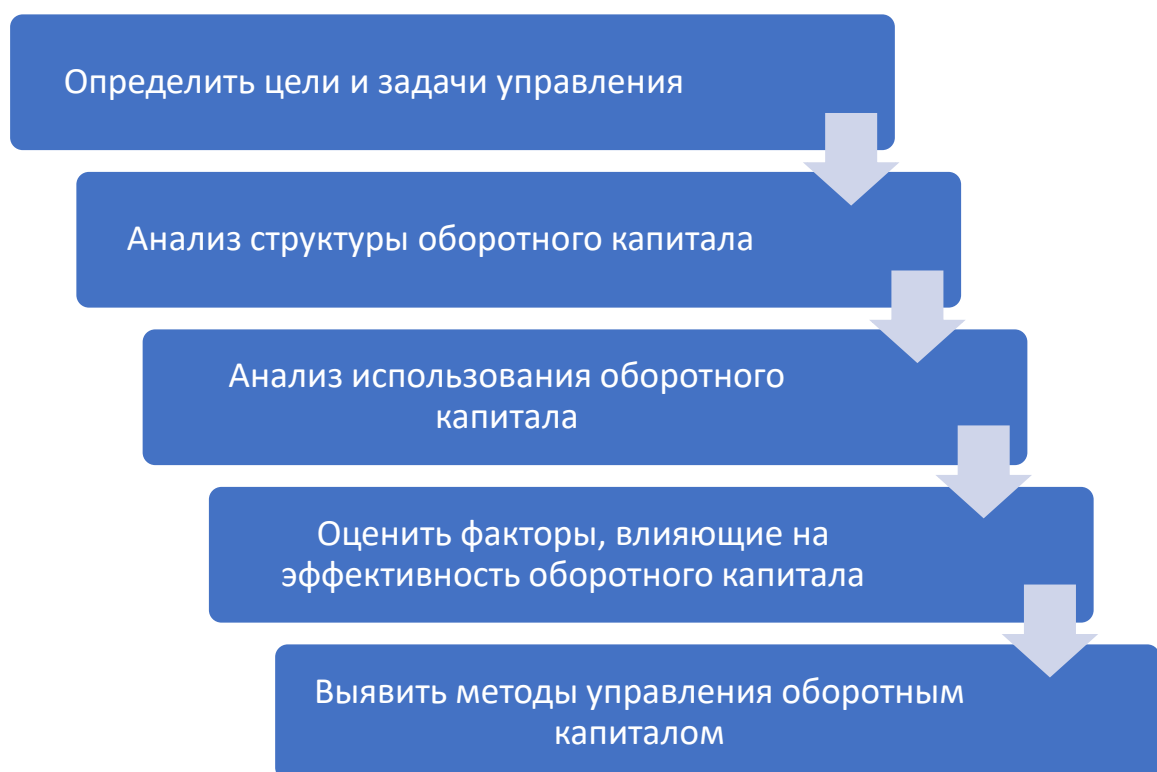 Определить цели и задачи управления
Анализ структуры оборотного капитала
Анализ использования оборотного
капитала
Оценить факторы, влияющие на
эффективность оборотного капитала
Выявить методы управления оборотным
капиталом